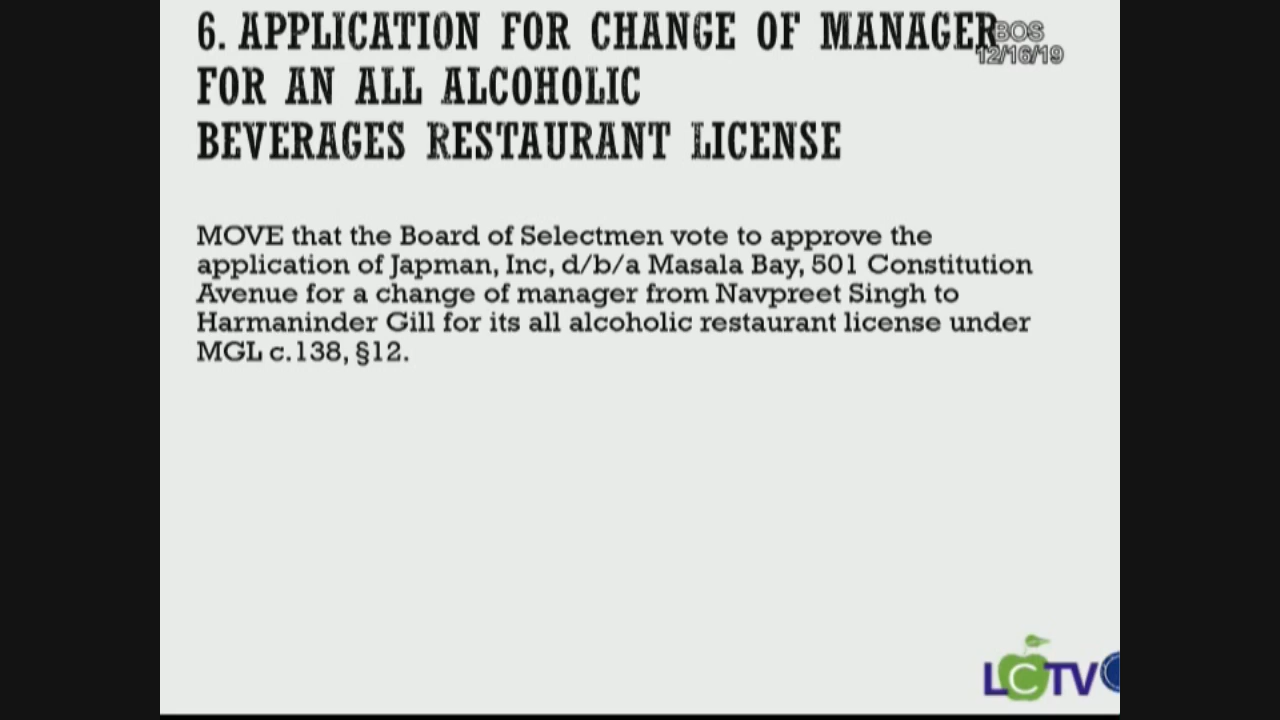 6. APPLICATION FOR CHANGE OF MANAGER
FOR AN ALL ALCOHOLIC
BEVERAGES RESTAURANT LICENSE
BOS
12/16/19
MOVE that the Board of Selectmen vote to approve the
application of Japman, Inc, d/b/a Masala Bay, 501 Constitution
Avenue for a change of manager from Navpreet Singh to
Harmaninder Gill for its all alcoholic restaurant license under
MGL c.138, §12.
LCTV